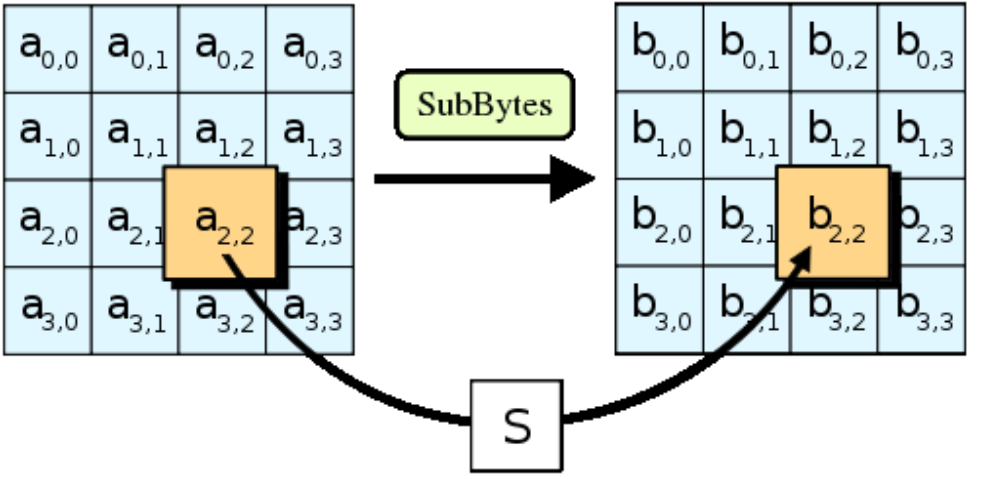 a0,0 a0,1 a0,2 a0,3
a1,0 a1,1 a1,2 a1,3
a2,0 a2,1 a2,2 a2,3
a3,0 a3,1 a3,2 a3,3
SubBytes
b0,0 b0,1 b0,2 b0,3
b1,0 b1,1 b1,2 b1,3
b2,0 b2,1 b2,2 b2,3
b3,0 b3,1 b3,2 b3,3
S